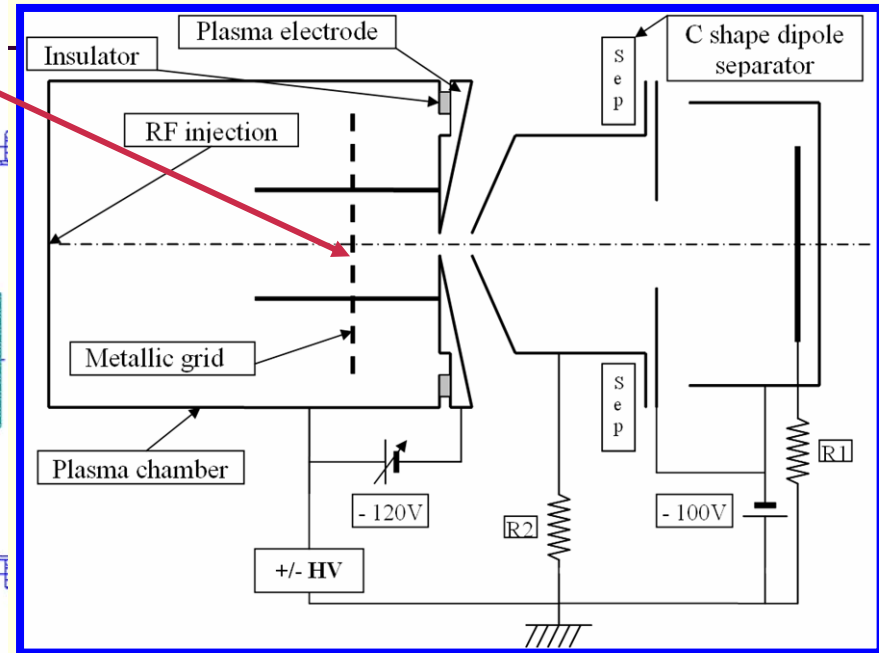 Plasma electrode
C shape dipole
separator
Insulator
S
e
p
RF injection
Metallic grid
S
e
p
Plasma chamber
R1
- 120V
R2
- 100V
+/- HV